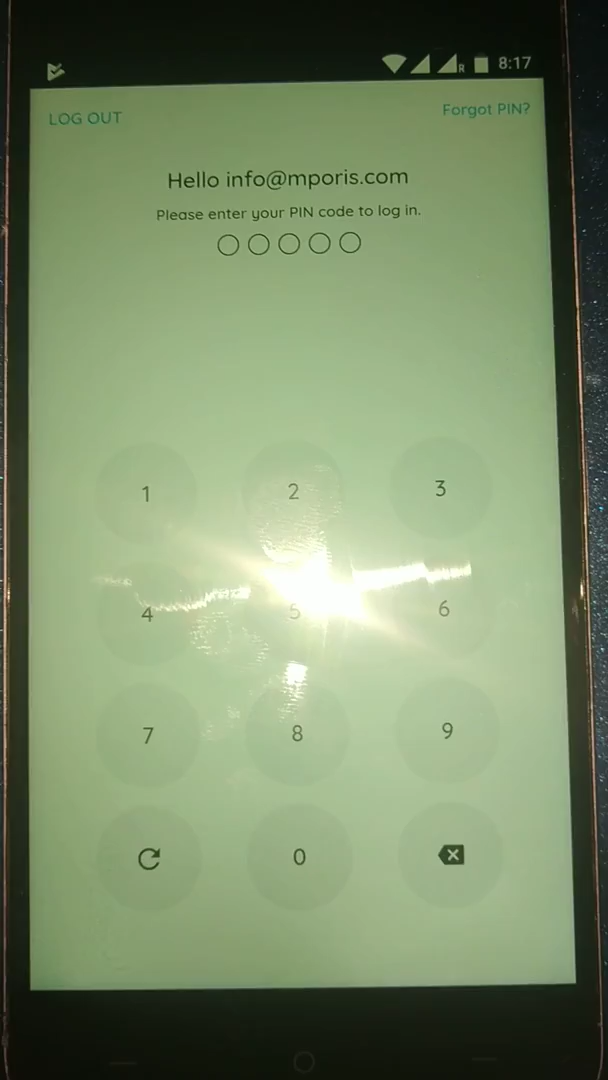 R 8:17
LOG OUT
Forgot PIN?
Hello info@mporis.com
Please enter your PIN code to log in.
1 2 3
4 5 6
7 8 9
0